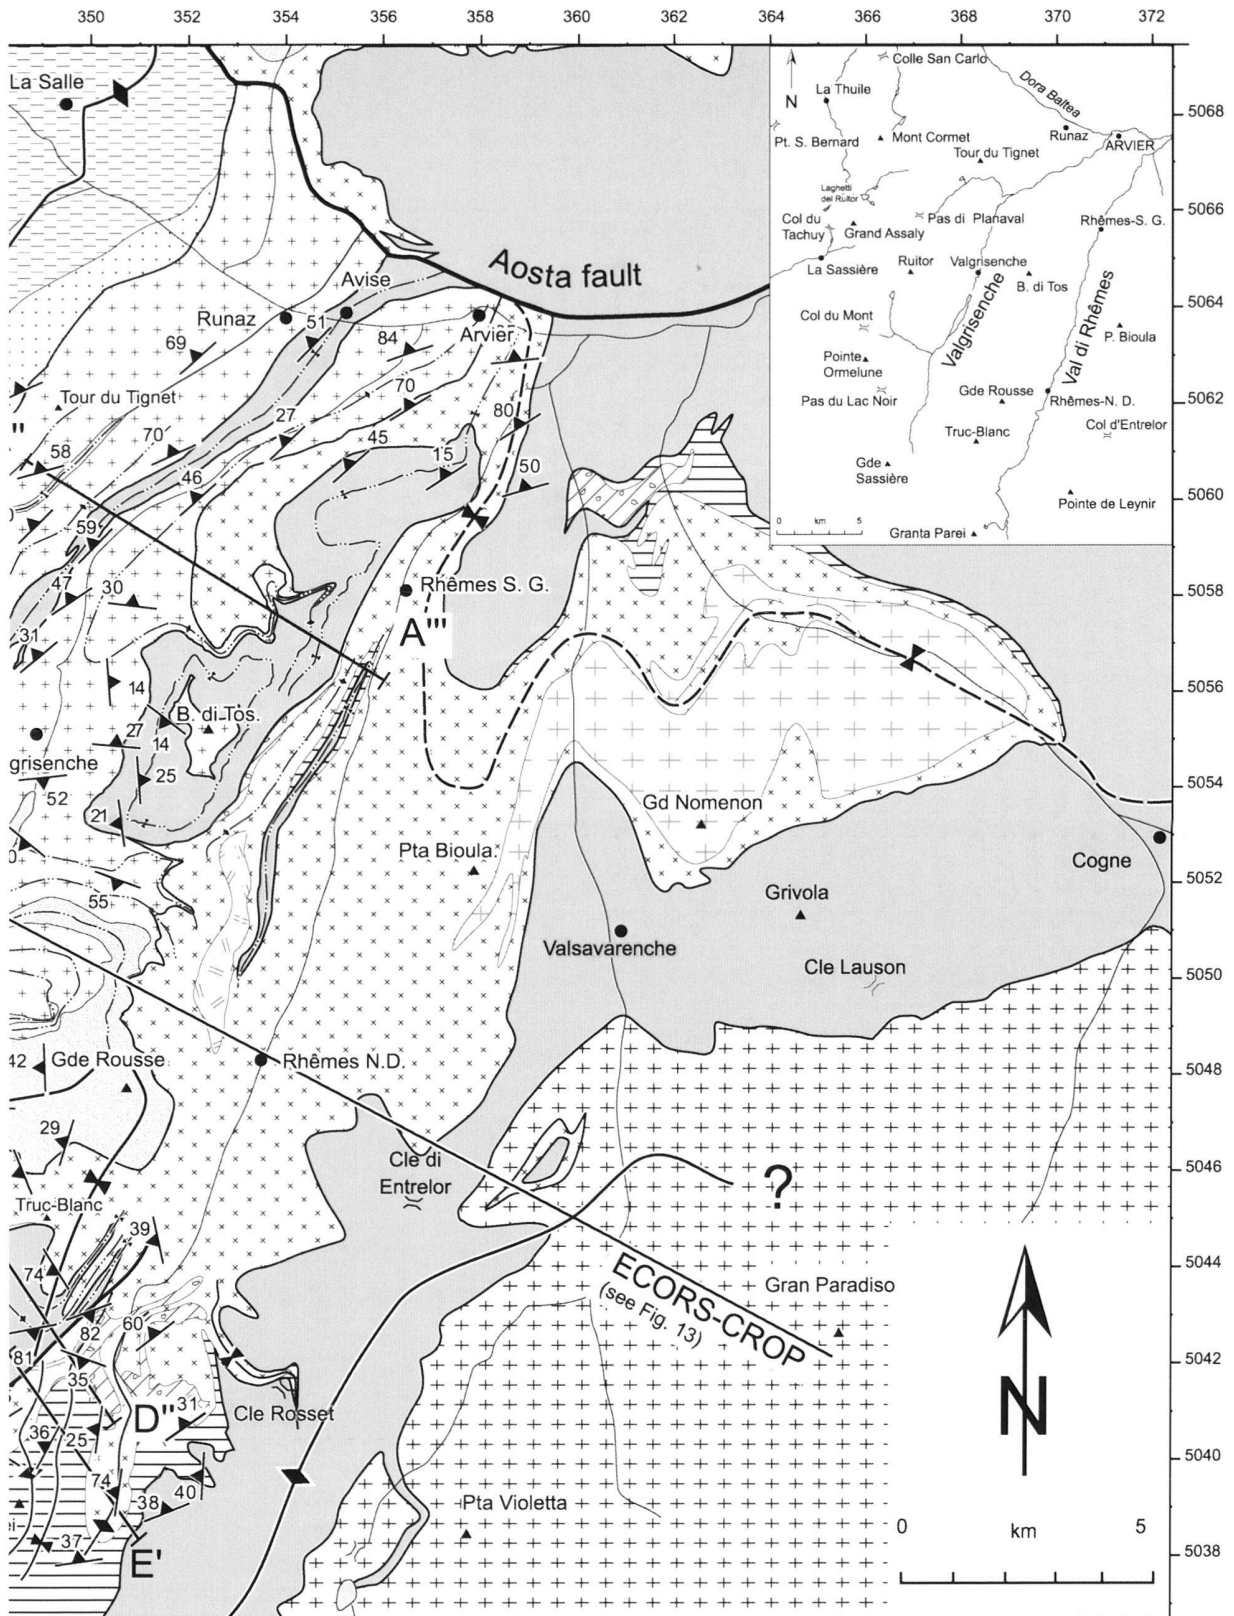 350 352 354 356 358 360 362 364 366 368 370 372
La Salle
Aosta fault
Avise
Runaz
51
84
Arvier
69
Tour du Tignet
70
27
70
80
"
58
46
45
15
50
59
47
30
31
Rhêmes S. G.
A'''
14
B. di Tos.
27
14
25
grisenche
52
21
55
Gd Nomenon
Pta Bioula.
Cogne
Grivola
Valsavarenche
Cle Lauson
42
Gde Rousse
Rhêmes N.D.
29
Cle di
Entrelor
?
Truc-Blanc
39
74
82
60
81
35
ECORS-CROP
(see Fig. 13)
Gran Paradiso
D''
31
Cle Rosset
36
25
74
38
40
37
E'
Pta Violetta
N
0 km 5
5068
5066
5064
5062
5060
5058
5056
5054
5052
5050
5048
5046
5044
5042
5040
5038
N
Colle San Carlo
La Thuile
Dora Baltea
Pt. S. Bernard
Mont Cormet
Runaz
ARVIER
Tour du Tignet
Laghetti
del Ruitor
Col du
Tachuy
Grand Assaly
Pas di Planaval
Rhêmes-S. G.
La Sassière
Ruitor
Valgrisenche
B. di Tos
Col du Mont
Valgrisenche
Val di Rhêmes
P. Bioula
Pointe
Ormelune
Pas du Lac Noir
Gde Rousse
Rhêmes-N. D.
Col d'Entrelor
Truc-Blanc
Gde
Sassière
Pointe de Leynir
0 km 5
Granta Parei